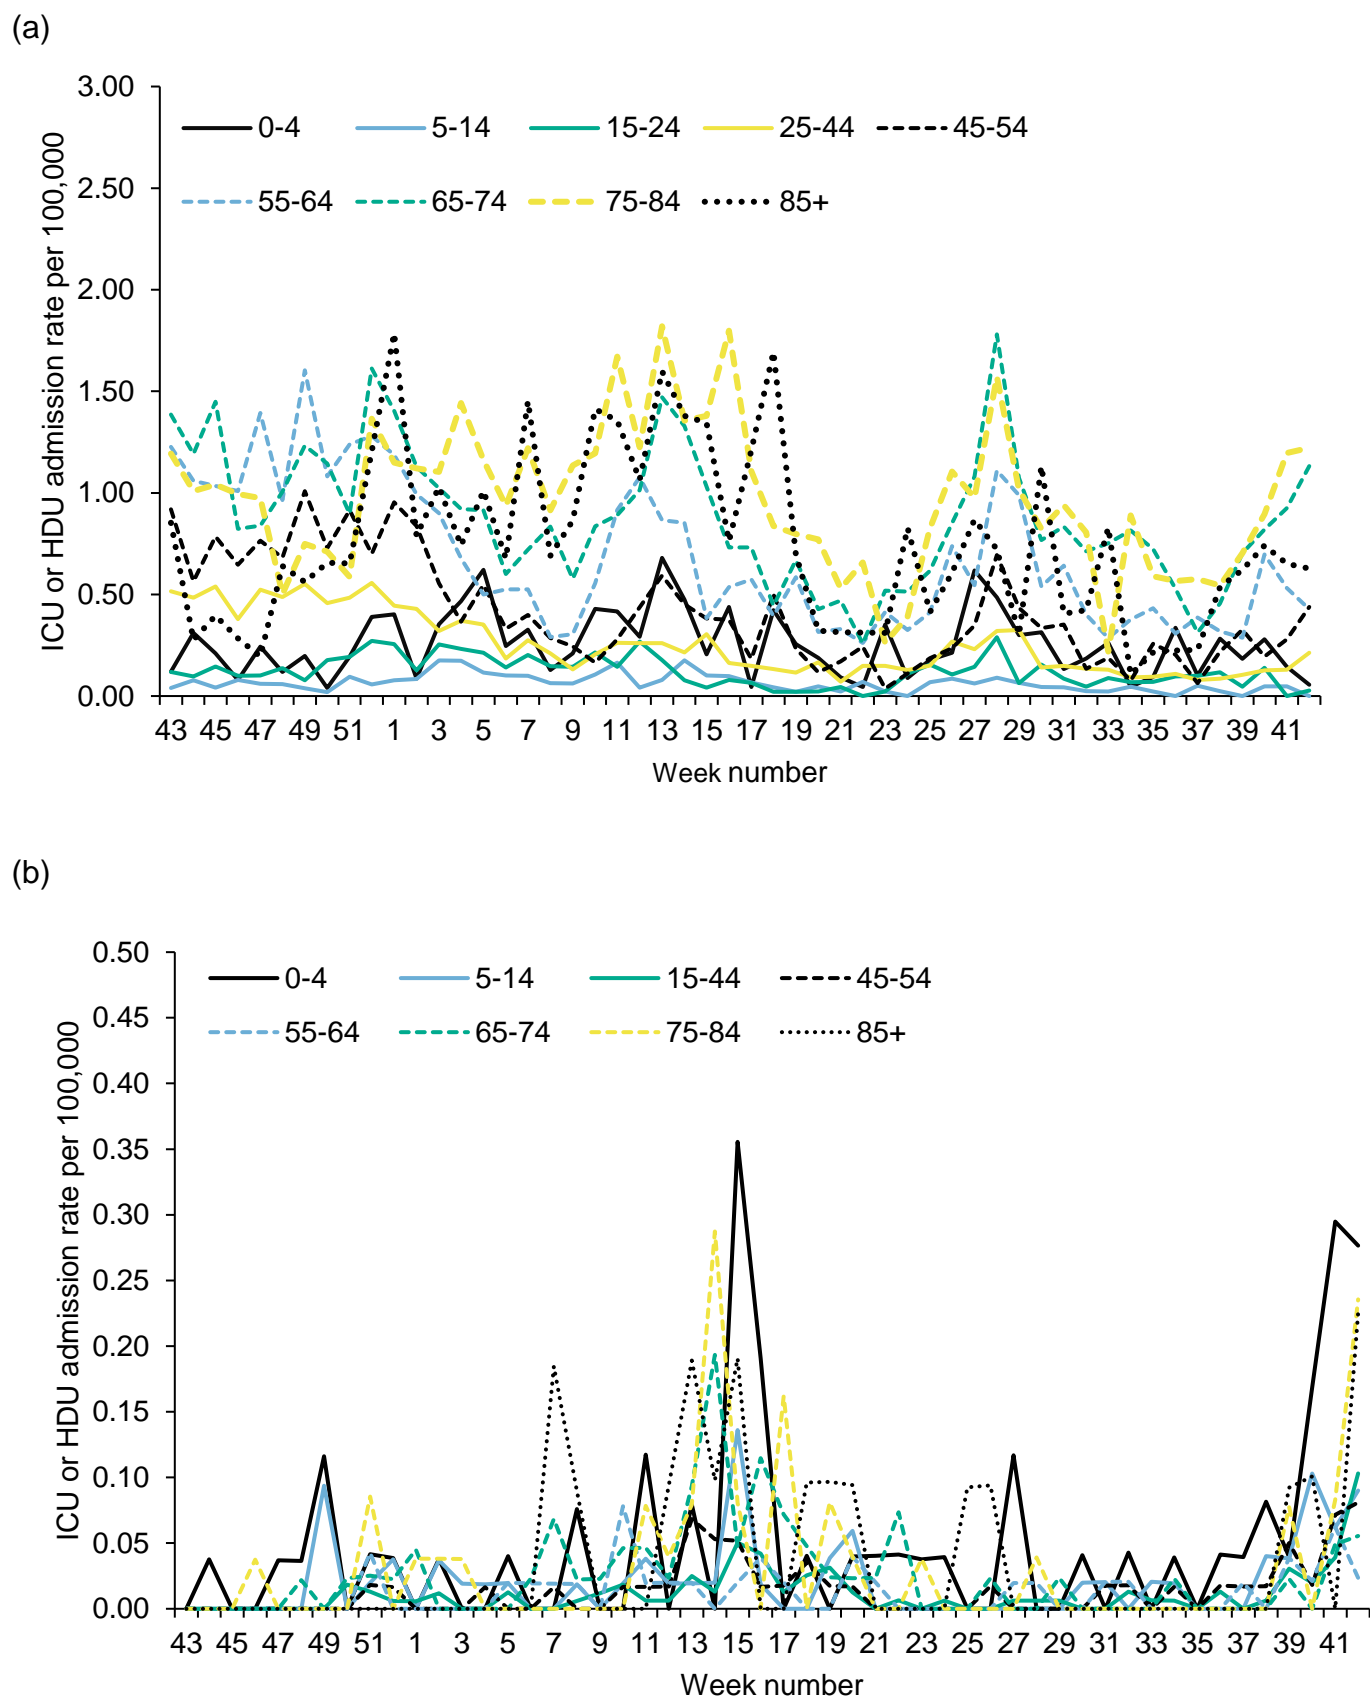 (a)
ICU or HDU admission rate per 100,000
3.00
2.50
2.00
1.50
1.00
0.50
0.00
0-4 5-14 15-24 25-44 45-54
55-64 65-74 75-84 85+
43 45 47 49 51 1 3 5 7 9 11 13 15 17 19 21 23 25 27 29 31 33 35 37 39 41
Week number
(b)
ICU or HDU admission rate per 100,000
0.50
0.45
0.40
0.35
0.30
0.25
0.20
0.15
0.10
0.05
0.00
0-4 5-14 15-44 45-54
55-64 65-74 75-84 85+
43 45 47 49 51 1 3 5 7 9 11 13 15 17 19 21 23 25 27 29 31 33 35 37 39 41
Week number